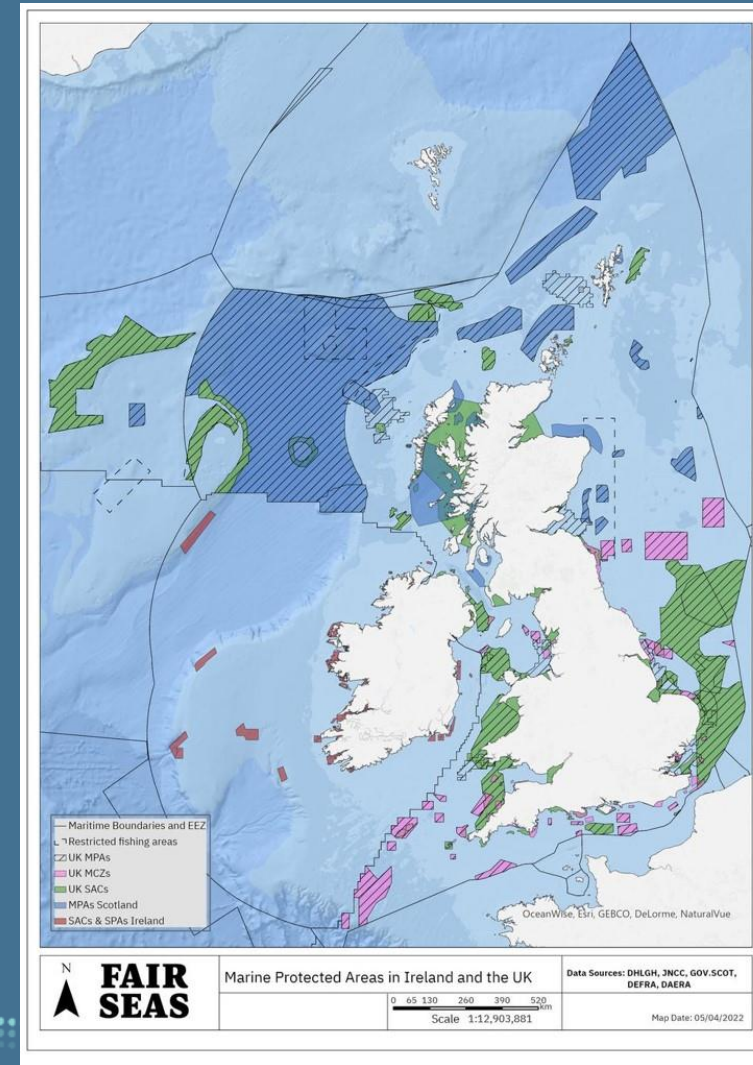 Maritime Boundaries and EEZ
Restricted fishing areas
UK MPAs
UK MCZs
UK SACs
MPAs Scotland
SACs & SPAs Ireland
OceanWise, Esri, GEBCO, DeLorme, NaturalVue
N
FAIR
SEAS
Marine Protected Areas in Ireland and the UK
0 65 130 260 390 520
km
Scale 1:12,903,881
Data Sources: DHLGH, JNCC, GOV.SCOT,
DEFRA, DAERA
Map Date: 05/04/2022